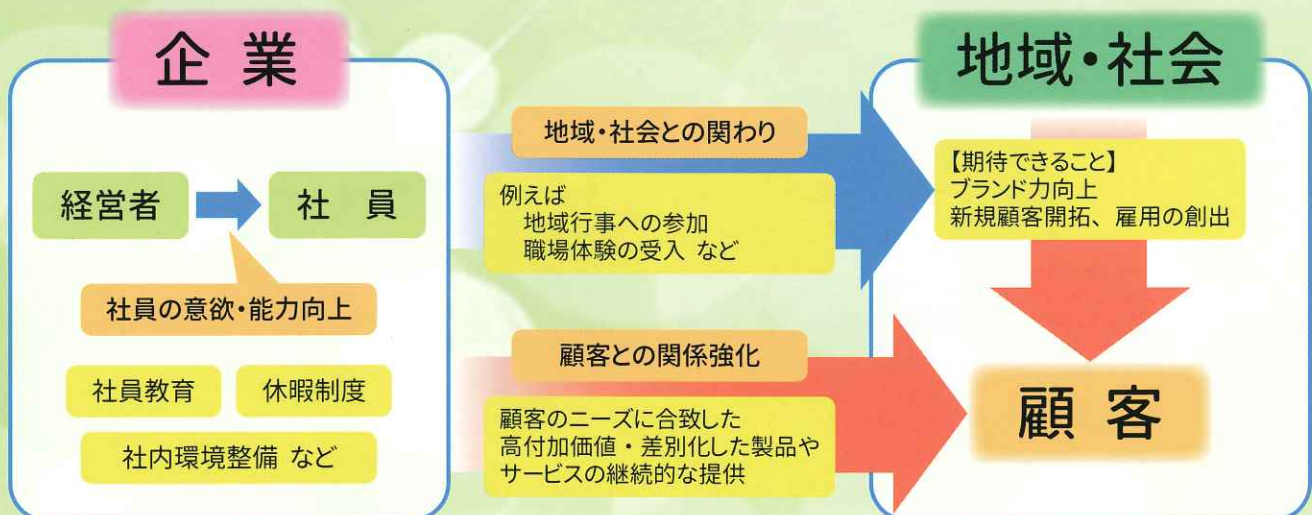 企業
経営者
社員
社員の意欲・能力向上
社員教育
休暇制度
社内環境整備 など
地域・社会との関わり
例えば
地域行事への参加
職場体験の受入 など
顧客との関係強化
顧客のニーズに合致した
高付加価値・差別化した製品や
サービスの継続的な提供
地域・社会
【期待できること】
ブランド力向上
新規顧客開拓、雇用の創出
顧客